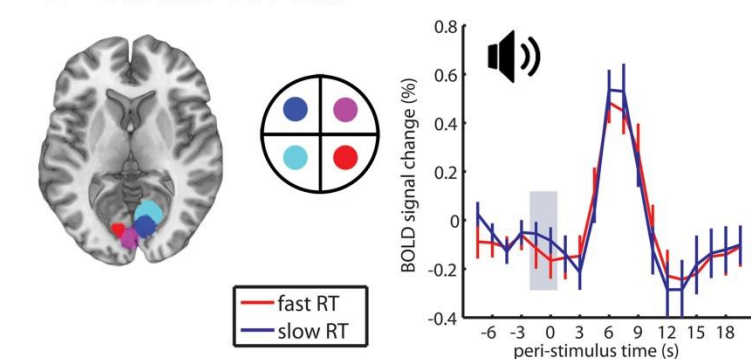 0.8
0.6
0.4
0.2
0
-0.2
-0.4
BOLD signal change (%)
-6 -3 0 3 6 9 12 15 18
peri-stimulus time (s)
fast RT
slow RT